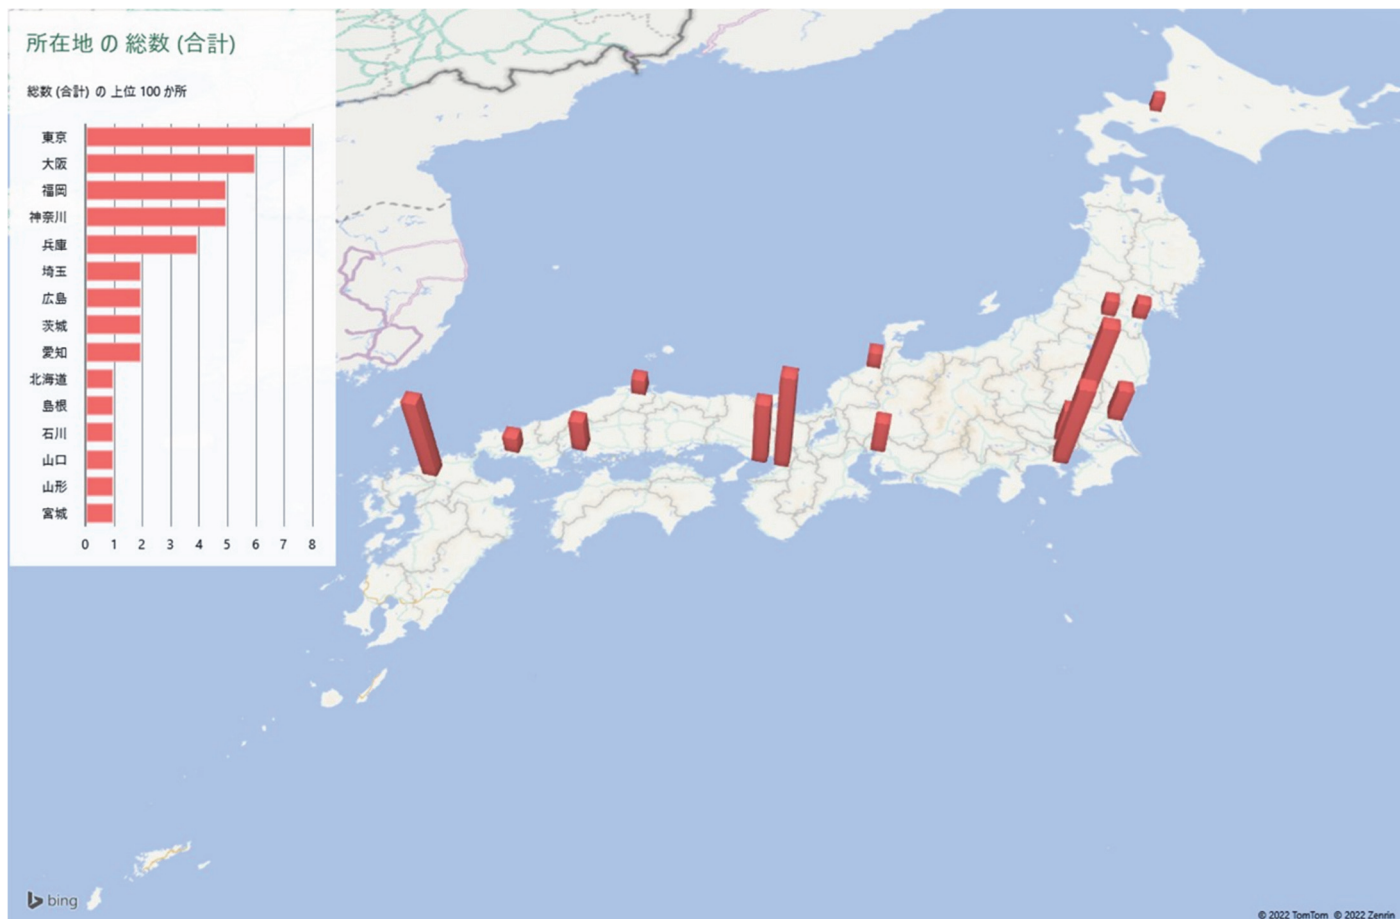 所在地 の 総数 (合計)
総数 (合計) の 上位 100 か所
東京
大阪
福岡
神奈川
兵庫
埼玉
広島
茨城
愛知
北海道
島根
石川
山口
山形
宮城
0 1 2 3 4 5 6 7 8
bing
© 2022 TomTom © 2022 Zenrin